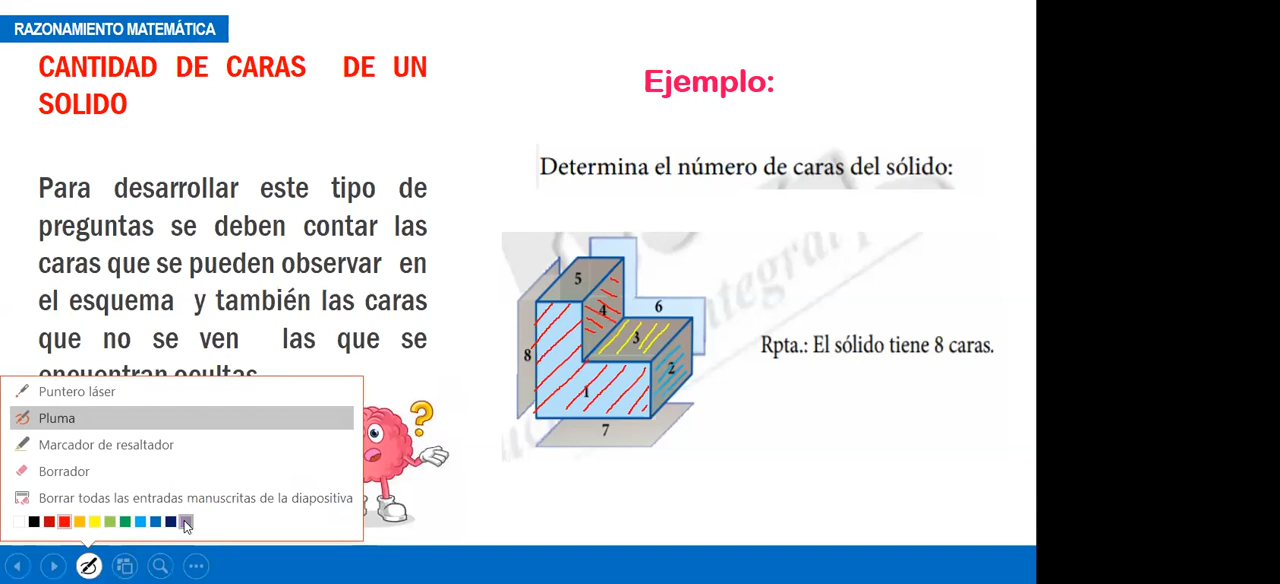 RAZONAMIENTO MATEMÁTICA
CANTIDAD DE CARAS DE UN
SOLIDO
Para desarrollar este tipo de
preguntas se deben contar las
caras que se pueden observar en
el esquema y también las caras
que no se ven las que se
encuentran ocultas
Puntero láser
Pluma
Marcador de resaltador
Borrador
Borrar todas las entradas manuscritas de la diapositiva
Ejemplo:
Determina el número de caras del sólido:
5
4
6
3
8
2
1
7
Rpta.: El sólido tiene 8 caras.